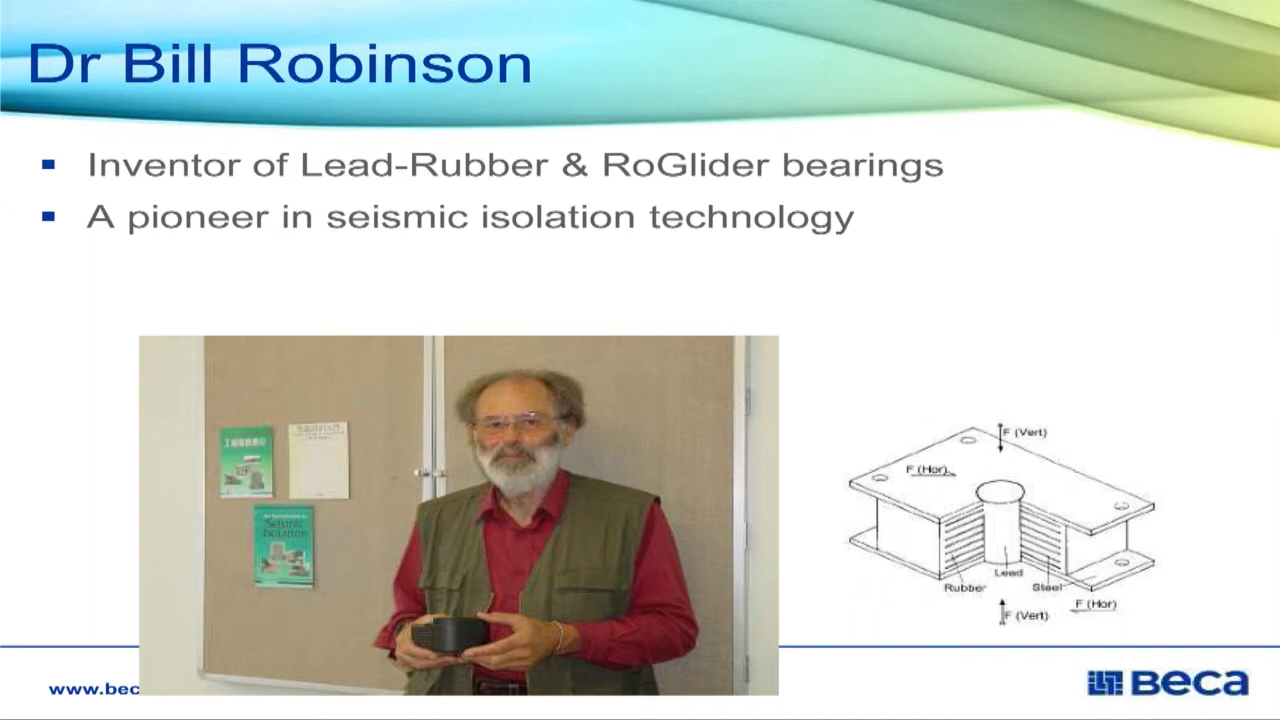 Dr Bill Robinson
Inventor of Lead-Rubber & RoGlider bearings
A pioneer in seismic isolation technology
Seismic
Isolation
F (Vert)
F (Hor)
Lead
Rubber
Steel
F (Hor)
F (Vert)
www.bec
Beca